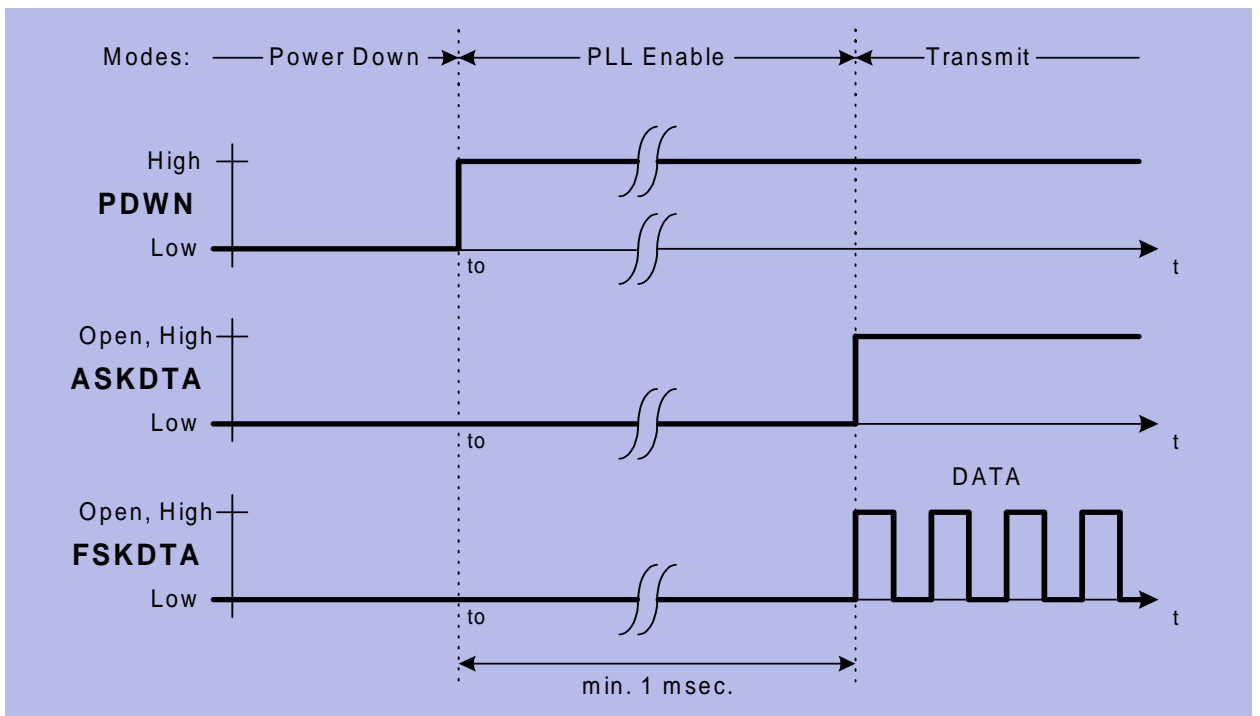 Modes: Power Down PLL Enable Transmit
High
PDWN
Low
to
t
Open, High
ASKDTA
Low
to
t
DATA
Open, High
FSKDTA
Low
to
t
min. 1 msec.